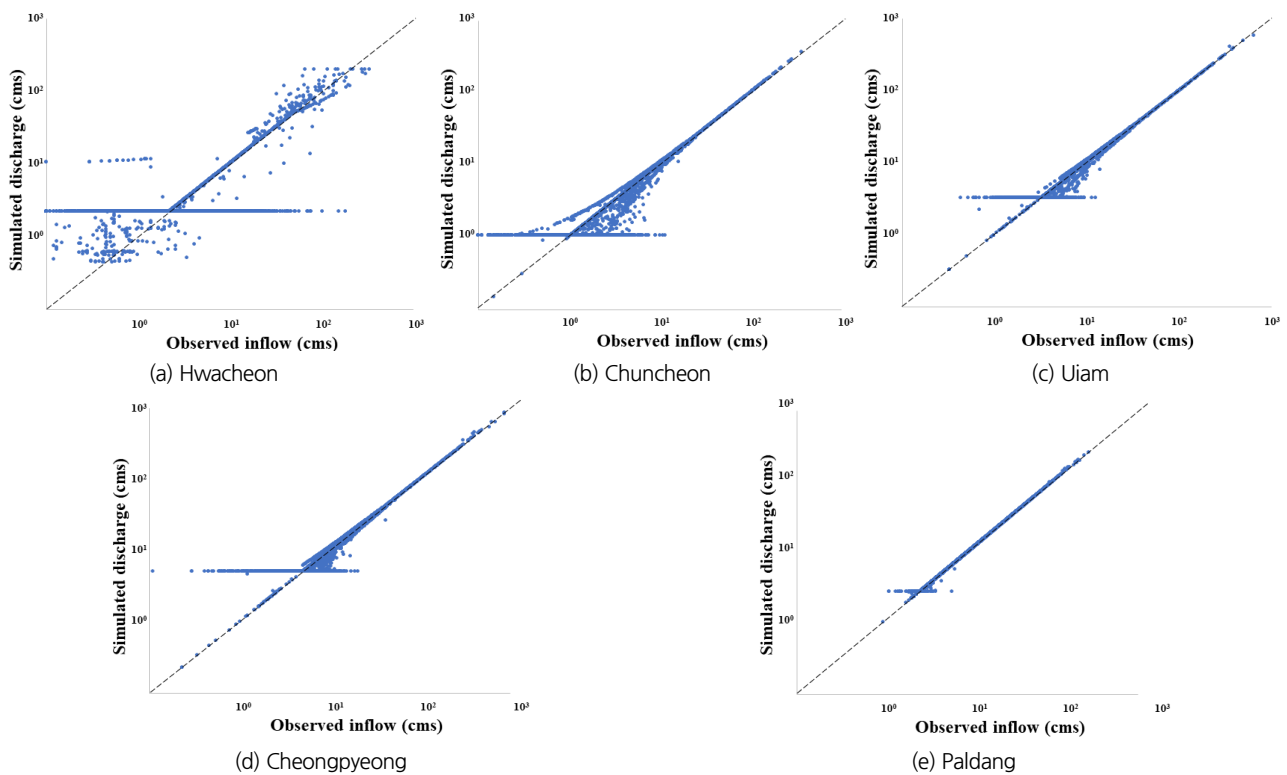 10³
10²
10¹
10⁰
Simulated discharge (cms)
10⁰
10¹
10²
10³
Observed inflow (cms)
(a) Hwacheon
10³
10²
10¹
10⁰
Simulated discharge (cms)
10⁰
10¹
10²
10³
Observed inflow (cms)
(b) Chuncheon
10³
10²
10¹
10⁰
Simulated discharge (cms)
10⁰
10¹
10²
10³
Observed inflow (cms)
(c) Uiam
10³
10²
10¹
10⁰
Simulated discharge (cms)
10⁰
10¹
10²
10³
Observed inflow (cms)
(d) Cheongpyeong
10³
10²
10¹
10⁰
Simulated discharge (cms)
10⁰
10¹
10²
10³
Observed inflow (cms)
(e) Paldang